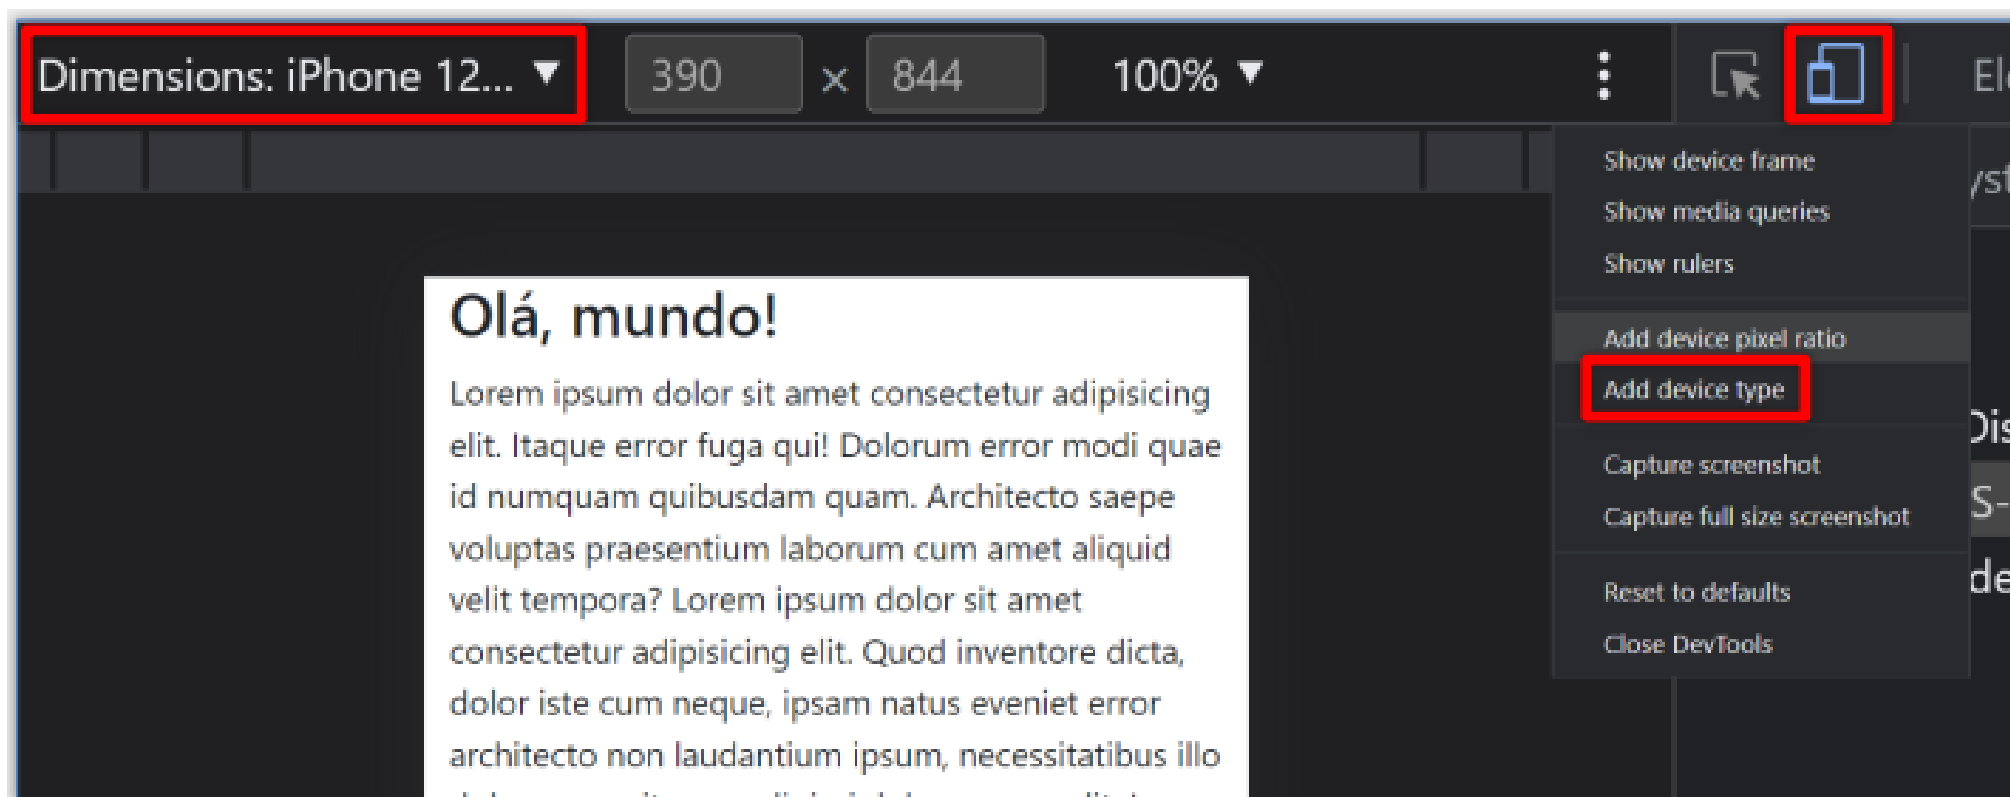 Dimensions: iPhone 12... ▼ 390 × 844 100% ▼
Show device frame
Show media queries
Show rulers
Add device pixel ratio
Add device type
Capture screenshot
Capture full size screenshot
Reset to defaults
Close DevTools
Olá, mundo!
Lorem ipsum dolor sit amet consectetur adipisicing
elit. Itaque error fuga qui! Dolorum error modi quae
id numquam quibusdam quam. Architecto saepe
voluptas praesentium laborum cum amet aliquid
velit tempora? Lorem ipsum dolor sit amet
consectetur adipisicing elit. Quod inventore dicta,
dolor iste cum neque, ipsam natus eveniet error
architecto non laudantium ipsum, necessitatibus illo